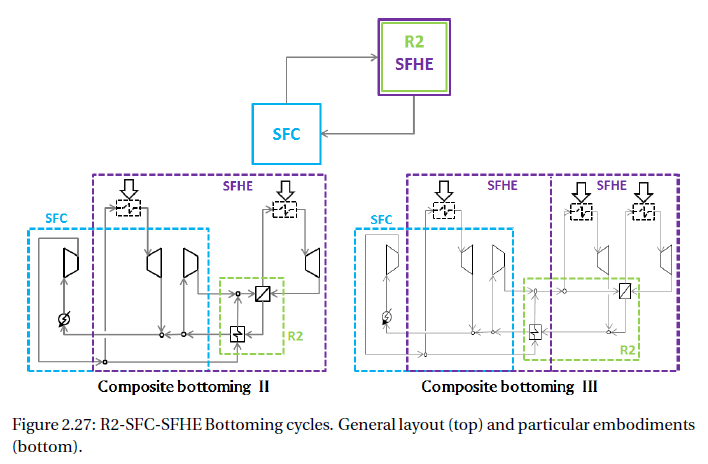 R2
SFHE
SFC
SFHE
SFC
R2
SFHE
SFHE
SFC
R2
Composite bottoming II
Composite bottoming III
Figure 2.27: R2-SFC-SFHE Bottoming cycles. General layout (top) and particular embodiments
(bottom).